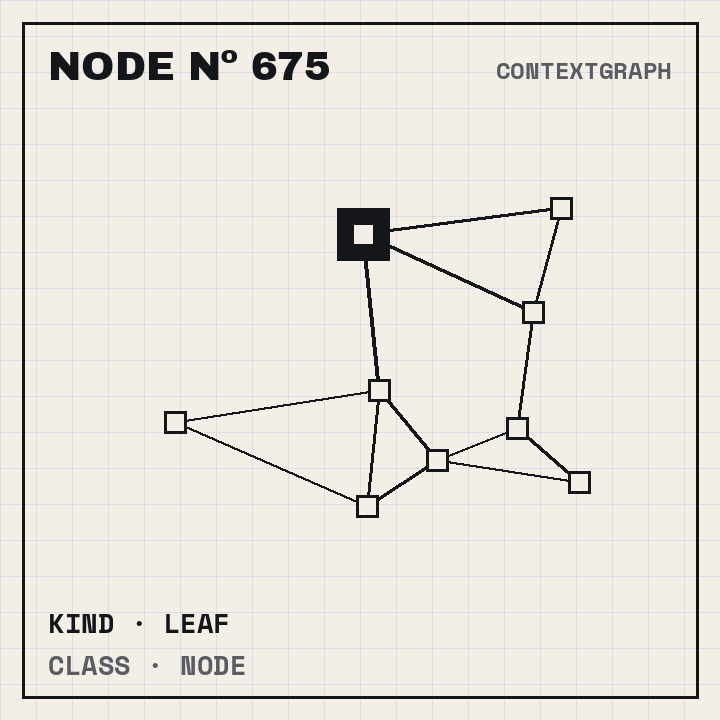 NODE Nº 675
CONTEXTGRAPH
KIND · LEAF
CLASS · NODE